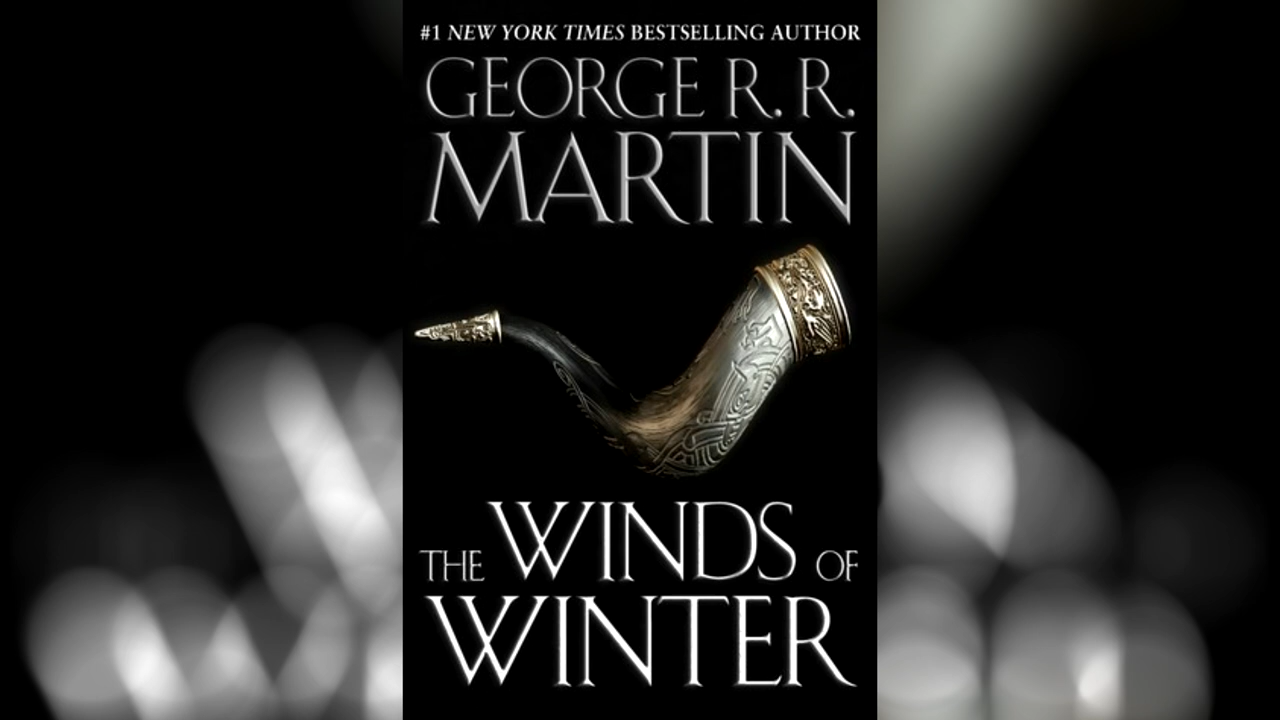 #1 NEW YORK TIMES BESTSELLING AUTHOR
GEORGE R. R.
MARTIN
THE WINDS OF
WINTER